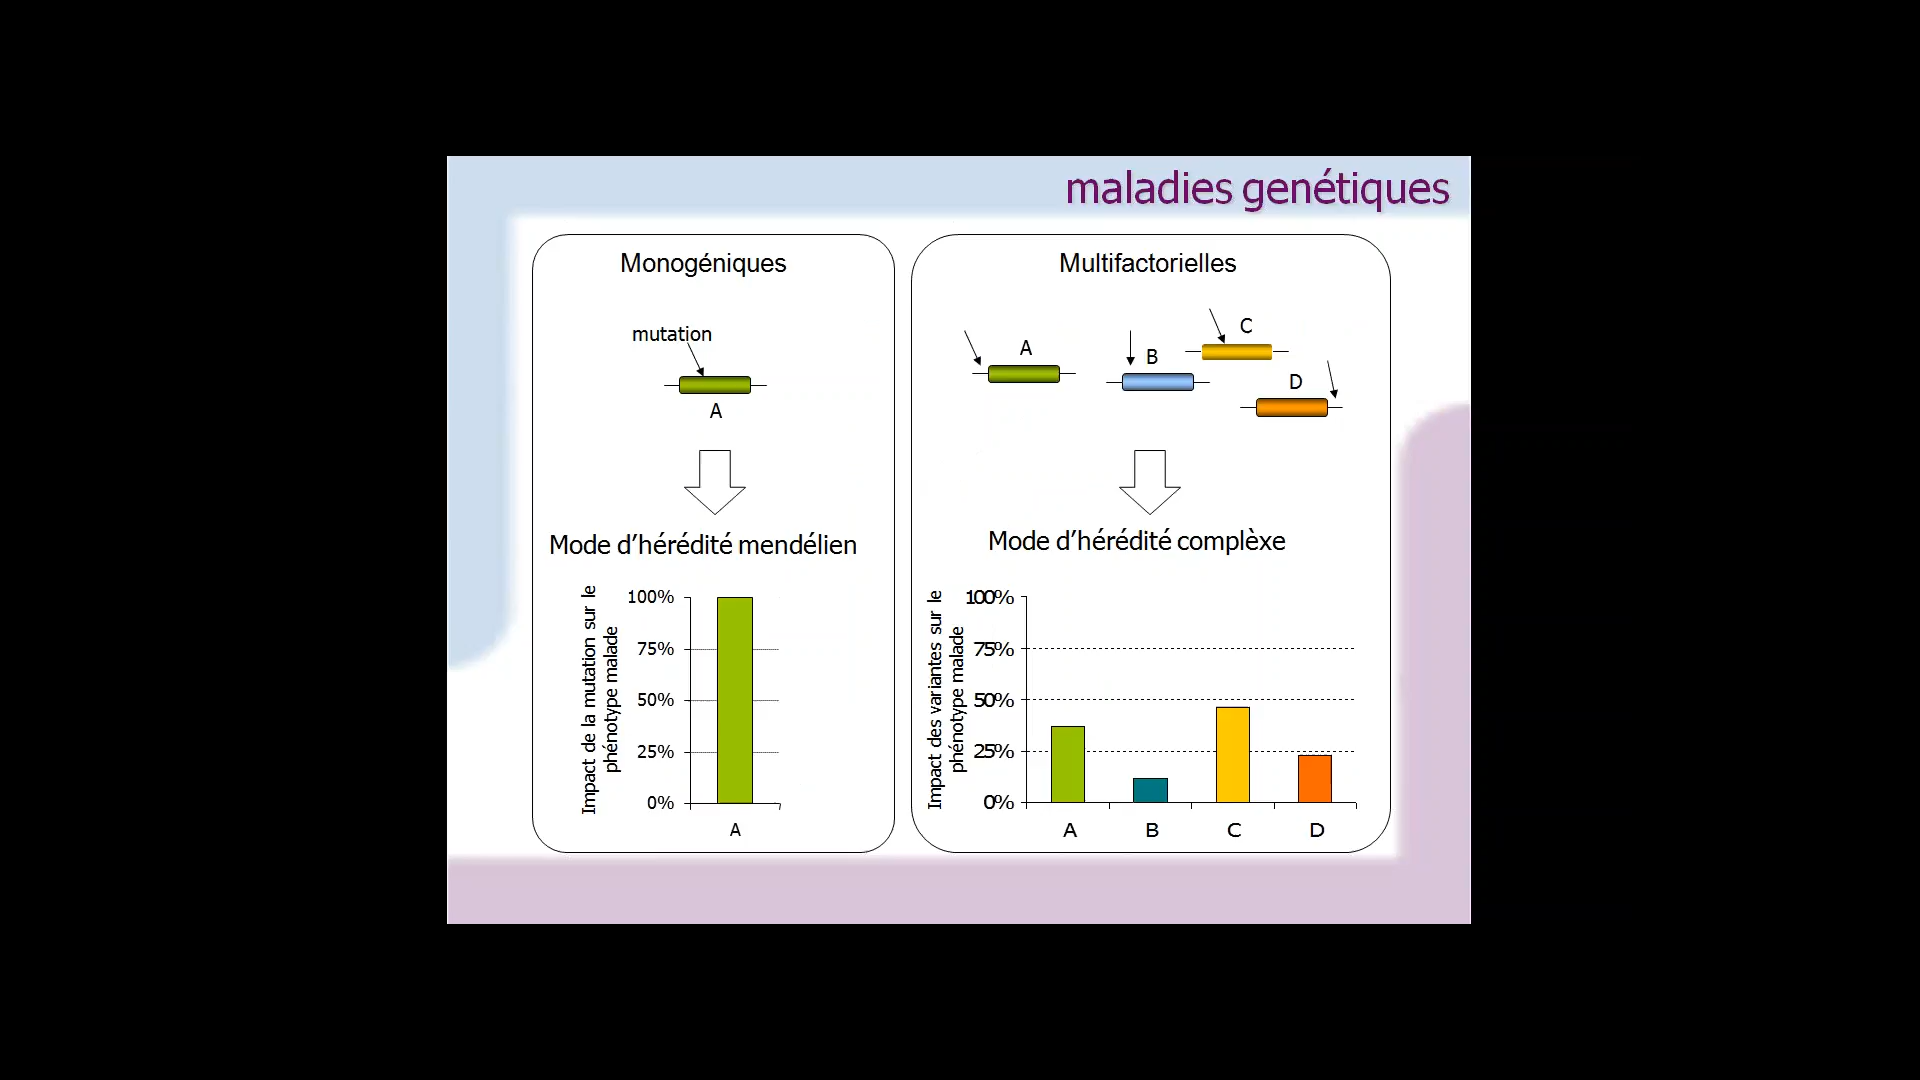 maladies genétiques
Monogéniques
mutation
A
Mode d’hérédité mendélien
Impact de la mutation sur le
phénotype malade
100%
75%
50%
25%
0%
A
Multifactorielles
A
B
C
D
Mode d’hérédité complèxe
Impact des variantes sur le
phénotype malade
100%
75%
50%
25%
0%
A B C D